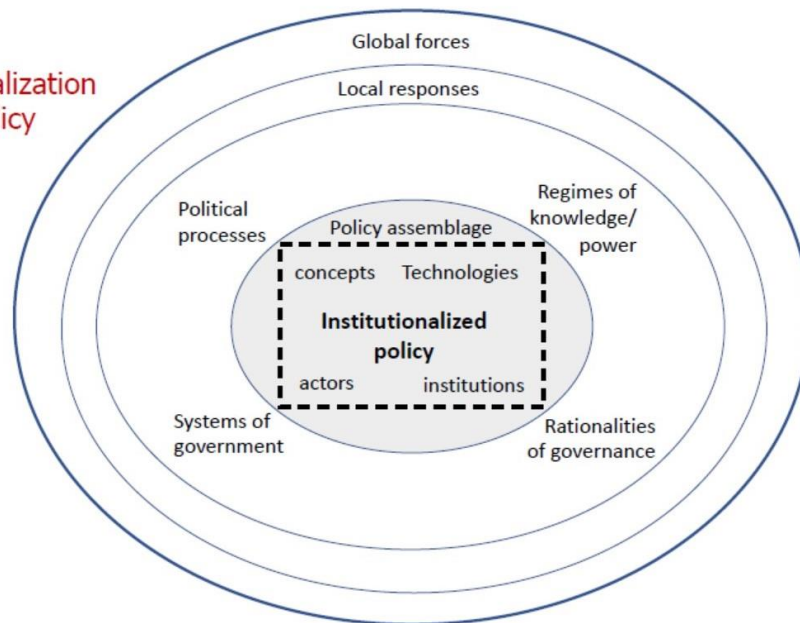 alization
icy
Global forces
Local responses
Political
processes
Regimes of
knowledge/
power
Policy assemblage
concepts Technologies
Institutionalized
policy
actors institutions
Systems of
government
Rationalities
of governance